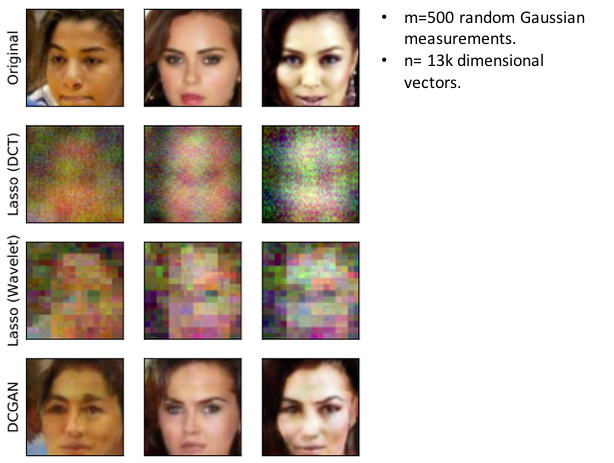 Original
• m=500 random Gaussian
measurements.
• n= 13k dimensional
vectors.
Lasso (DCT)
Lasso (Wavelet)
DCGAN